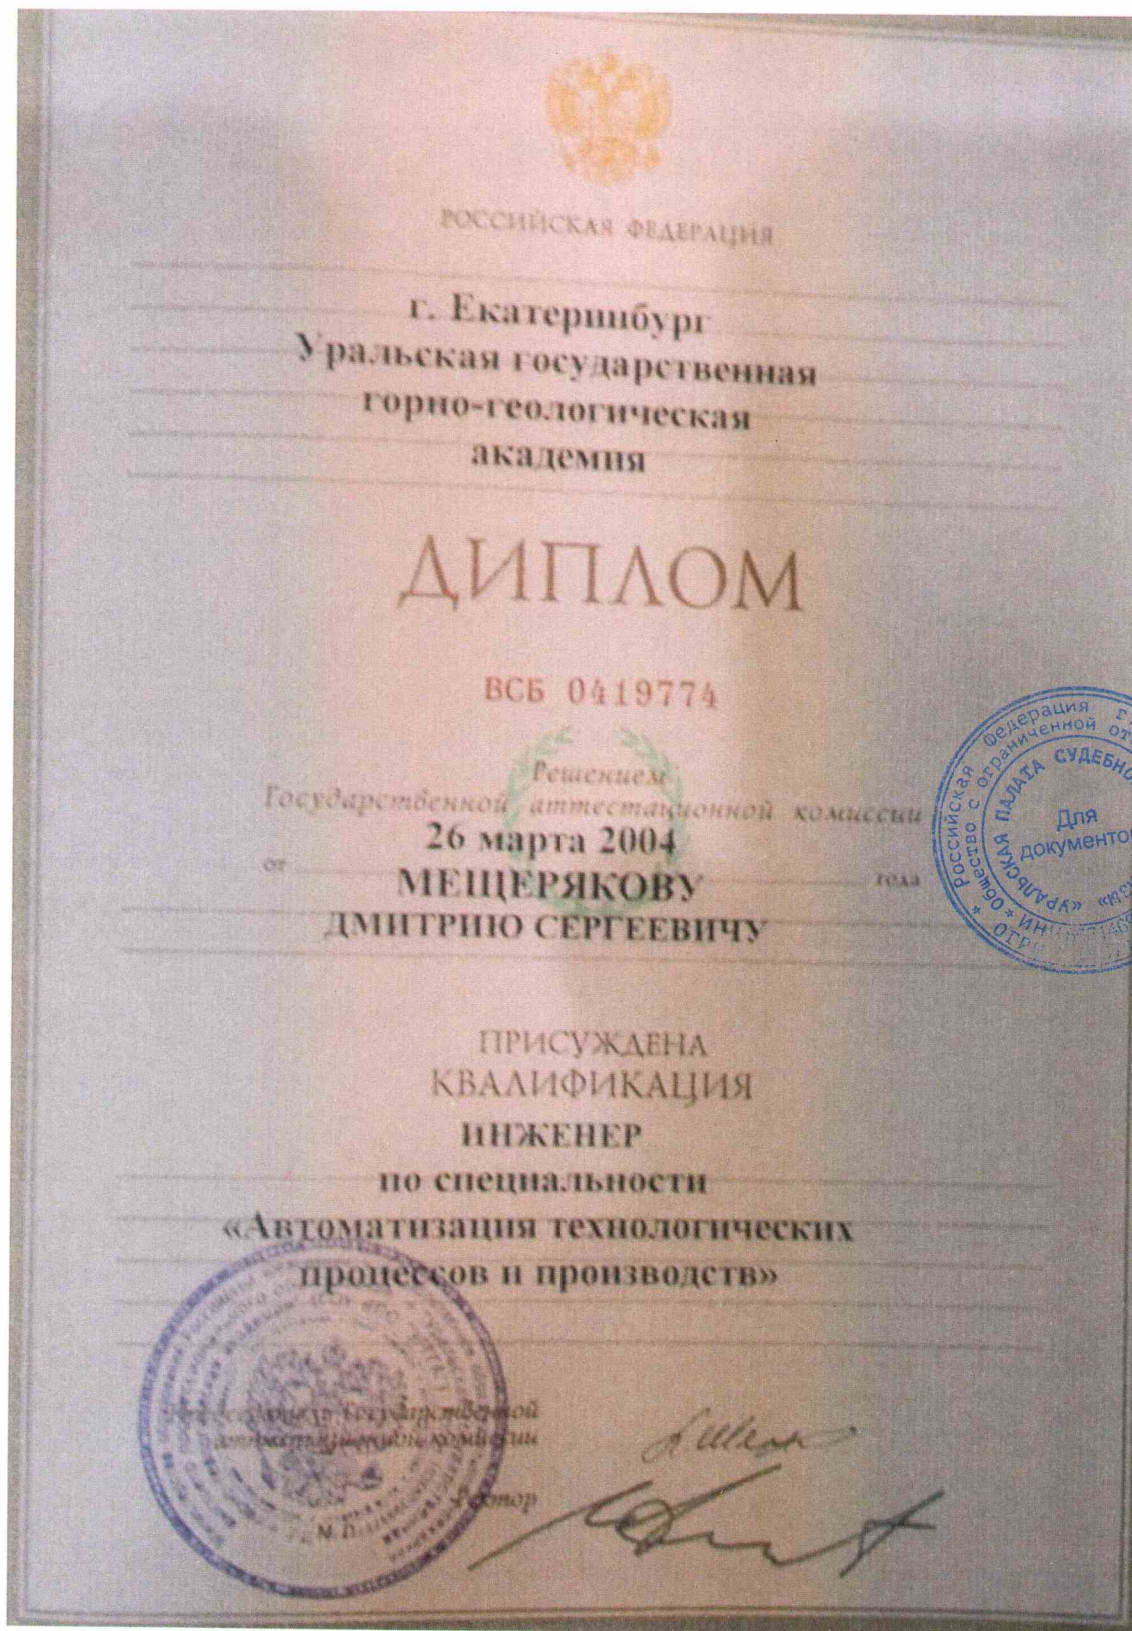 РОССИЙСКАЯ ФЕДЕРАЦИЯ
г. Екатеринбург
Уральская государственная
горно-геологическая
академия
ДИПЛОМ
ВСБ 0419774
Решением
Государственной аттестационной комиссии
26 марта 2004
от года
МЕЩЕРЯКОВУ
ДМИТРИЮ СЕРГЕЕВИЧУ
Российская Федерация
Общество с ограниченной
УРАЛЬСКАЯ ПАЛАТА СУДЕБНО
Для
документо
ПРИСУЖДЕНА
КВАЛИФИКАЦИЯ
ИНЖЕНЕР
по специальности
«Автоматизация технологических
процессов и производств»
Государственной
аттестационной комиссии
Ректор